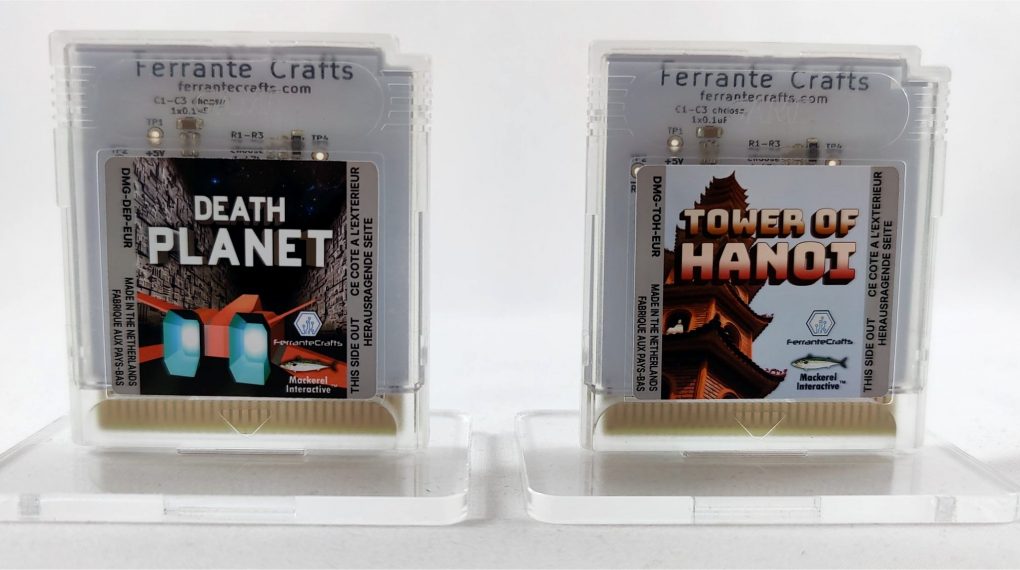 Ferrante Crafts
ferrantecrafts.com
C1-C3 choose
1x0.1uF
TP1
R1-R3
+5V
DMG-DEP-EUR
DEATH
PLANET
MADE IN THE NETHERLANDS
FABRIQUE AUX PAYS-BAS
FerranteCrafts
Mackerel
Interactive
THIS SIDE OUT
CE COTE A L'EXTERIEUR
HERAUSRAGENDE SEITE
Ferrante Crafts
ferrantecrafts.com
C1-C3 choose
1x0.1uF
TP1
R1-R3
+5V
DMG-TOH-EUR
TOWER OF
HANOI
MADE IN THE NETHERLANDS
FABRIQUE AUX PAYS-BAS
FerranteCrafts
Mackerel
Interactive™
THIS SIDE OUT
CE COTE A L'EXTERIEUR
HERAUSRAGENDE SEITE